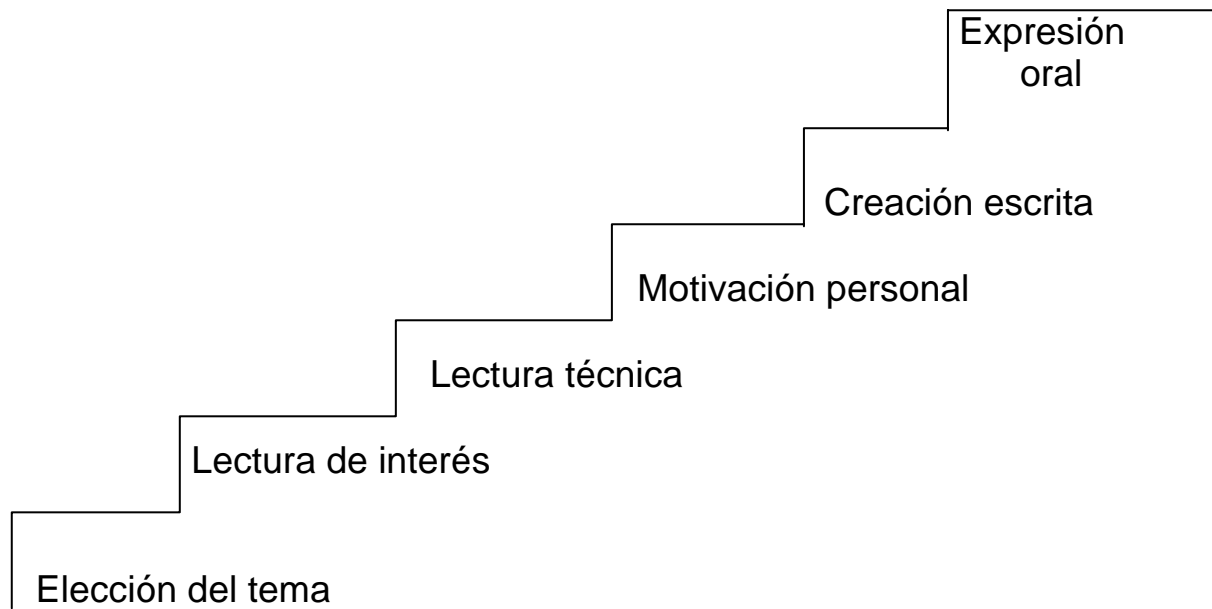 Expresión
oral
Creación escrita
Motivación personal
Lectura técnica
Lectura de interés
Elección del tema